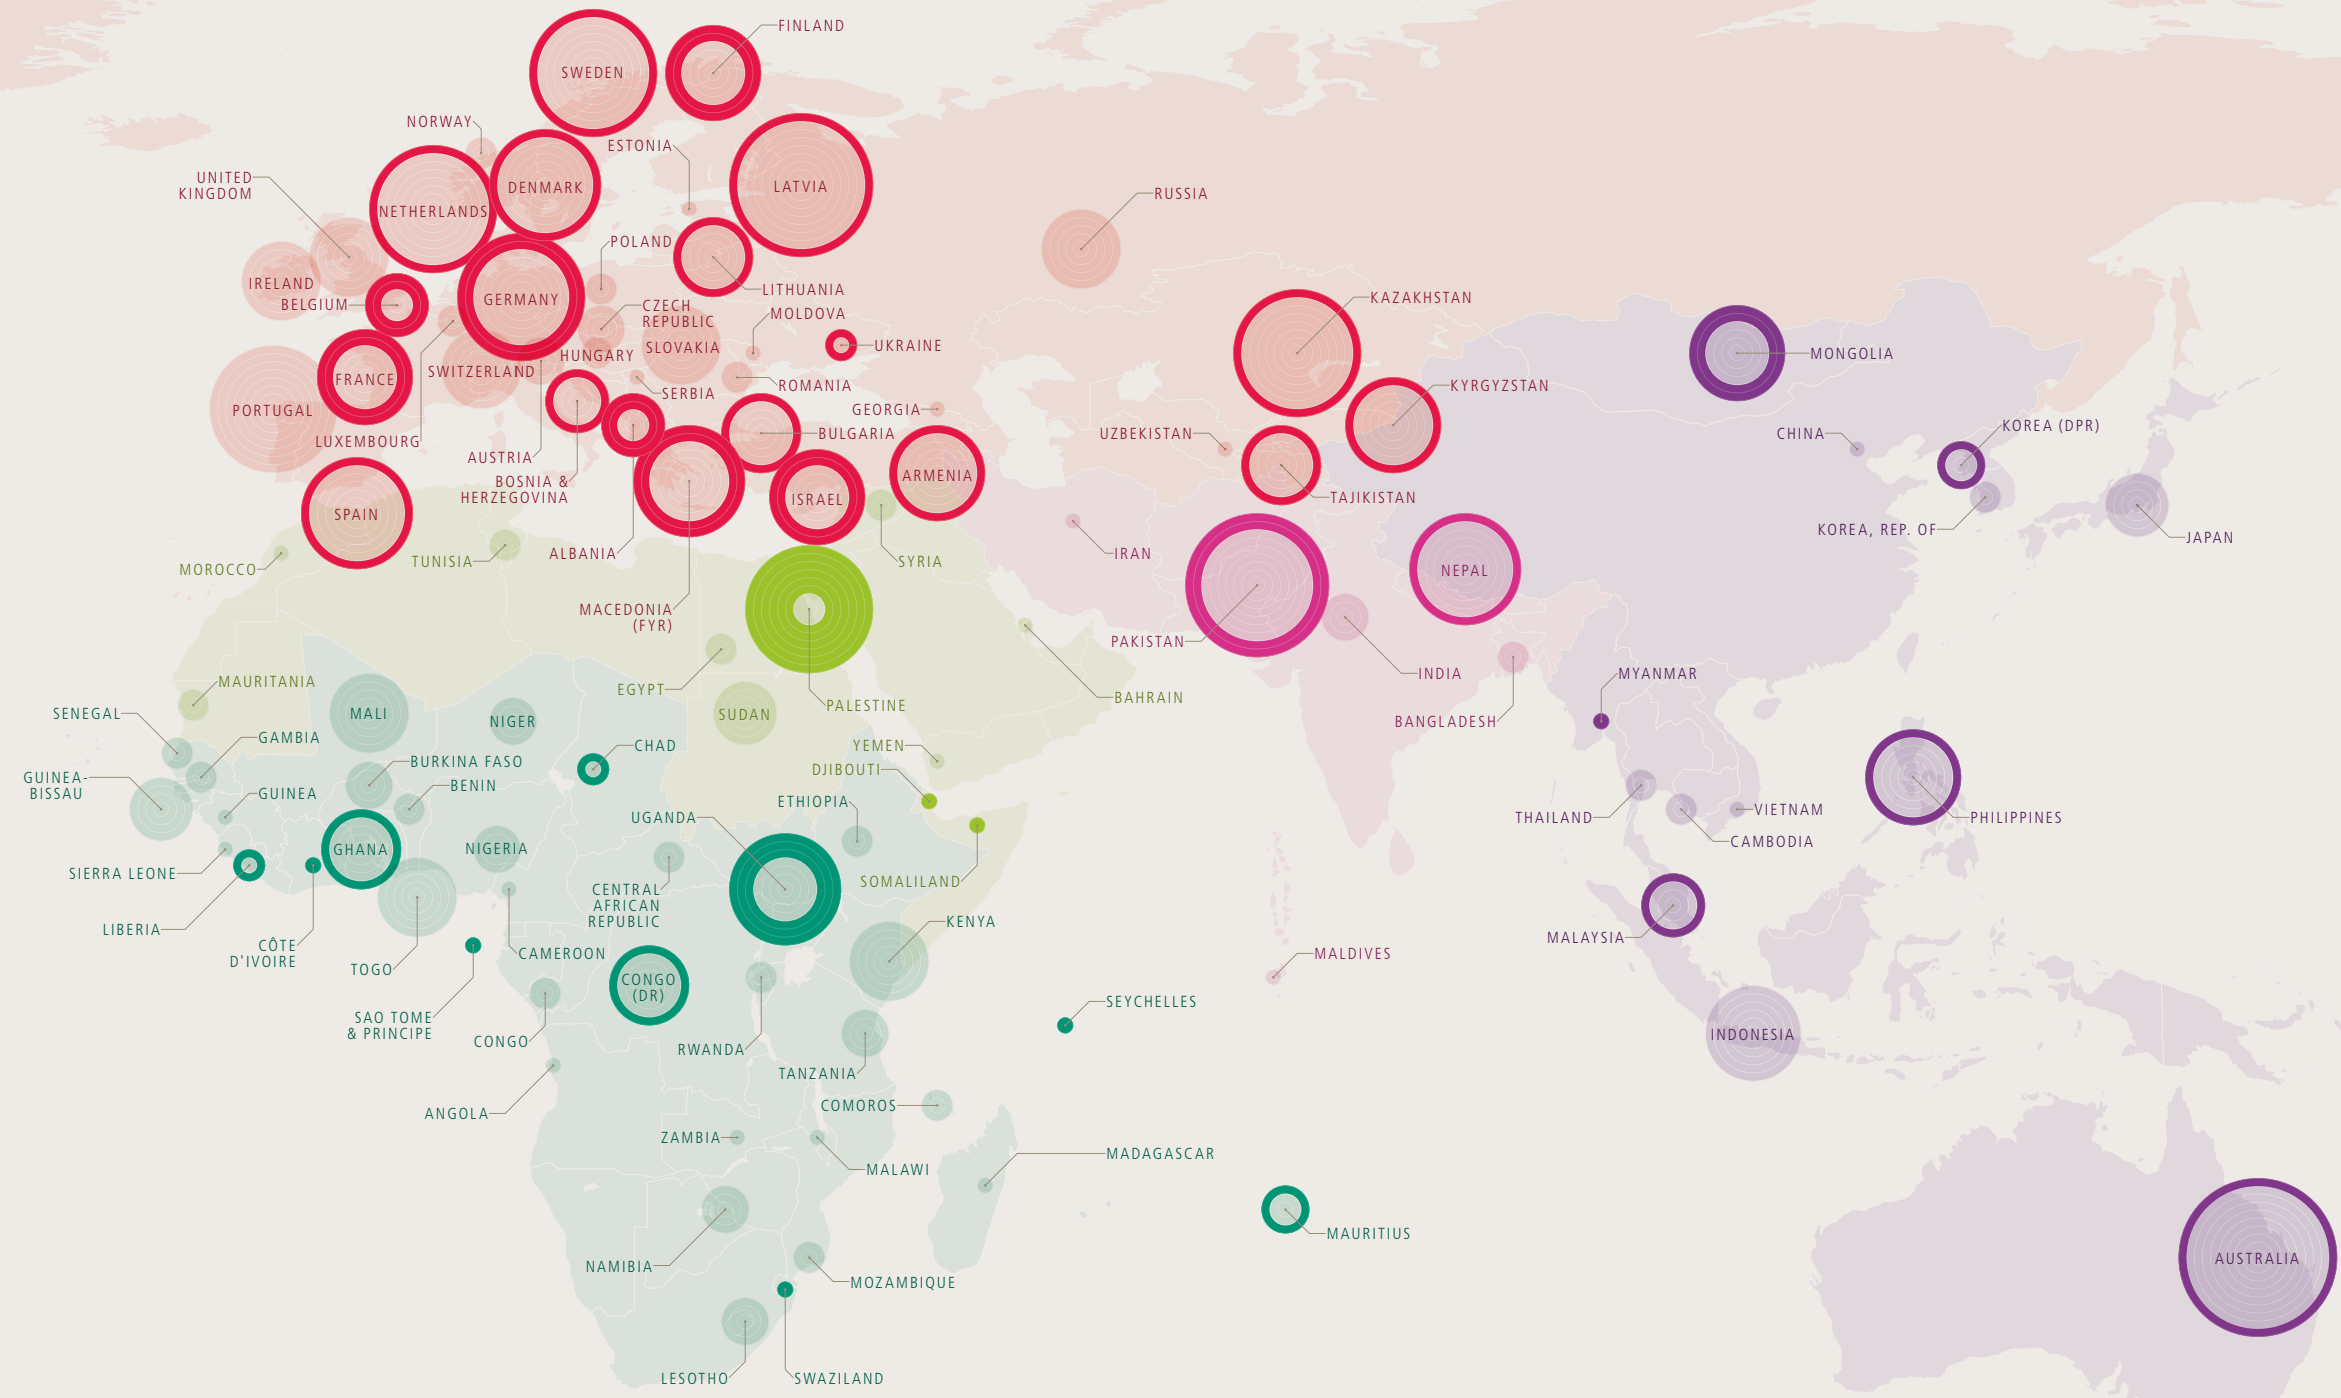 FINLAND
SWEDEN
NORWAY
ESTONIA
UNITED
KINGDOM
DENMARK
LATVIA
RUSSIA
NETHERLANDS
POLAND
IRELAND
BELGIUM
GERMANY
LITHUANIA
CZECH
REPUBLIC
MOLDOVA
KAZAKHSTAN
SLOVAKIA
UKRAINE
HUNGARY
MONGOLIA
FRANCE
SWITZERLAND
ROMANIA
KYRGYZSTAN
SERBIA
PORTUGAL
GEORGIA
LUXEMBOURG
BULGARIA
UZBEKISTAN
CHINA
KOREA (DPR)
AUSTRIA
ARMENIA
BOSNIA &
HERZEGOVINA
ISRAEL
TAJIKISTAN
SPAIN
KOREA, REP. OF
JAPAN
ALBANIA
IRAN
MOROCCO
TUNISIA
SYRIA
NEPAL
MACEDONIA
(FYR)
PAKISTAN
INDIA
MYANMAR
MAURITANIA
EGYPT
BAHRAIN
PALESTINE
SENEGAL
MALI
NIGER
SUDAN
BANGLADESH
GAMBIA
CHAD
YEMEN
BURKINA FASO
DJIBOUTI
GUINEA-
BISSAU
BENIN
GUINEA
ETHIOPIA
UGANDA
THAILAND
VIETNAM
PHILIPPINES
CAMBODIA
GHANA
NIGERIA
SIERRA LEONE
SOMALILAND
CENTRAL
AFRICAN
REPUBLIC
KENYA
LIBERIA
MALAYSIA
CÔTE
D'IVOIRE
CAMEROON
MALDIVES
TOGO
CONGO
(DR)
SEYCHELLES
SAO TOME
& PRINCIPE
CONGO
RWANDA
INDONESIA
TANZANIA
ANGOLA
COMOROS
ZAMBIA
MADAGASCAR
MALAWI
MAURITIUS
AUSTRALIA
NAMIBIA
MOZAMBIQUE
LESOTHO
SWAZILAND